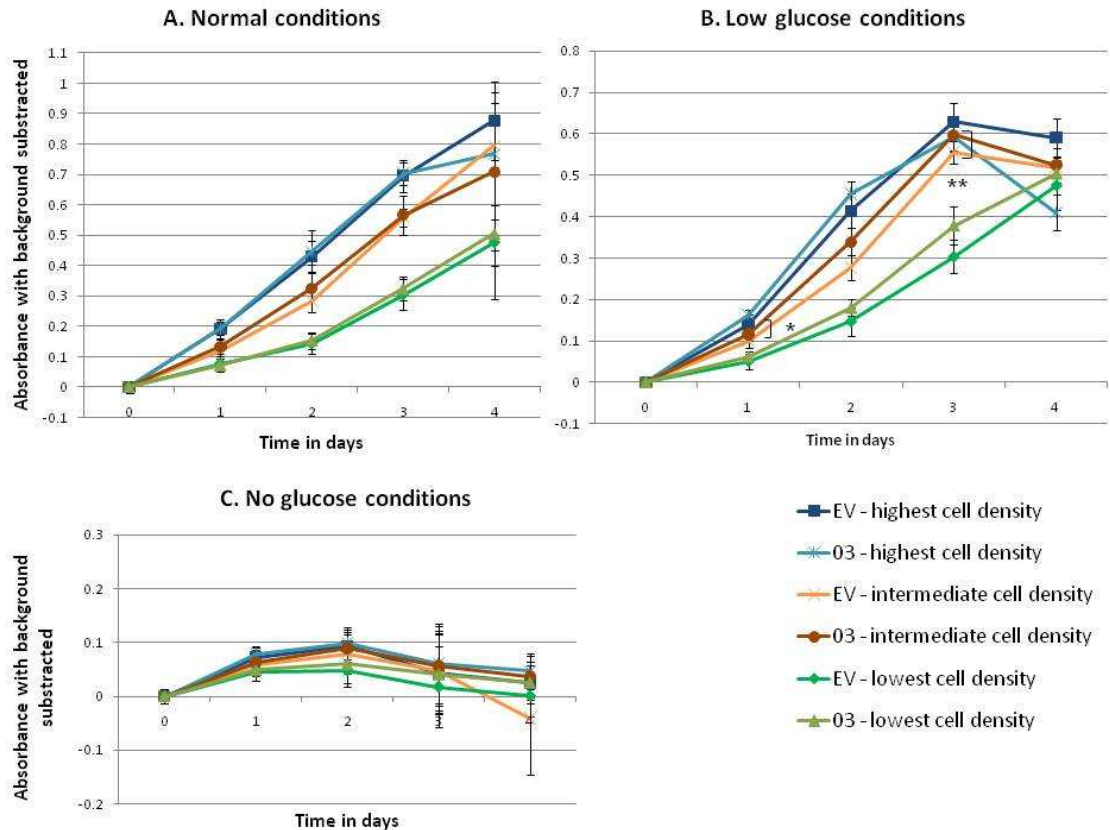 A. Normal conditions
Absorbance with background substracted
1.1
1
0.9
0.8
0.7
0.6
0.5
0.4
0.3
0.2
0.1
0
-0.1
0 1 2 3 4
Time in days
B. Low glucose conditions
0.8
0.7
0.6
0.5
0.4
0.3
0.2
0.1
0
-0.1
**
*
0 1 2 3 4
Time in days
C. No glucose conditions
Absorbance with background
substracted
0.3
0.2
0.1
0
-0.1
-0.2
0 1 2 3
Time in days
EV - highest cell density
03 - highest cell density
EV - intermediate cell density
03 - intermediate cell density
EV - lowest cell density
03 - lowest cell density